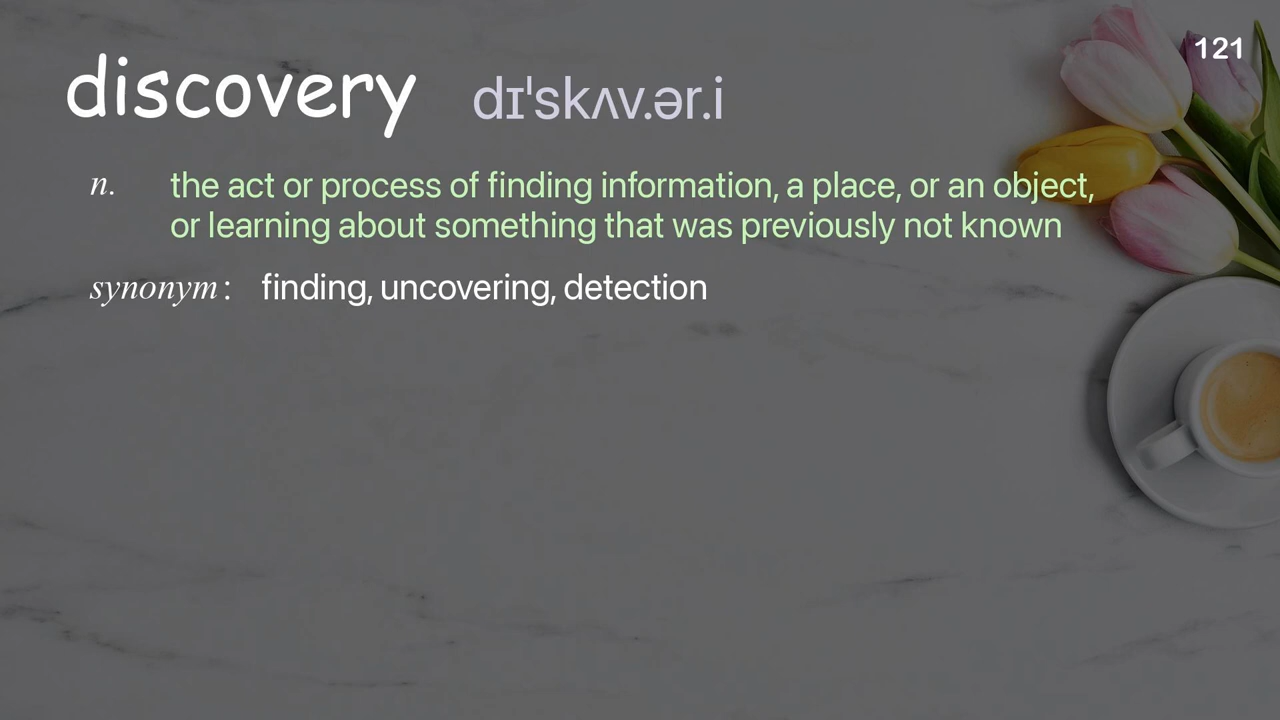 121
discovery dɪˈskʌv.ər.i
n. the act or process of finding information, a place, or an object,
or learning about something that was previously not known
synonym: finding, uncovering, detection